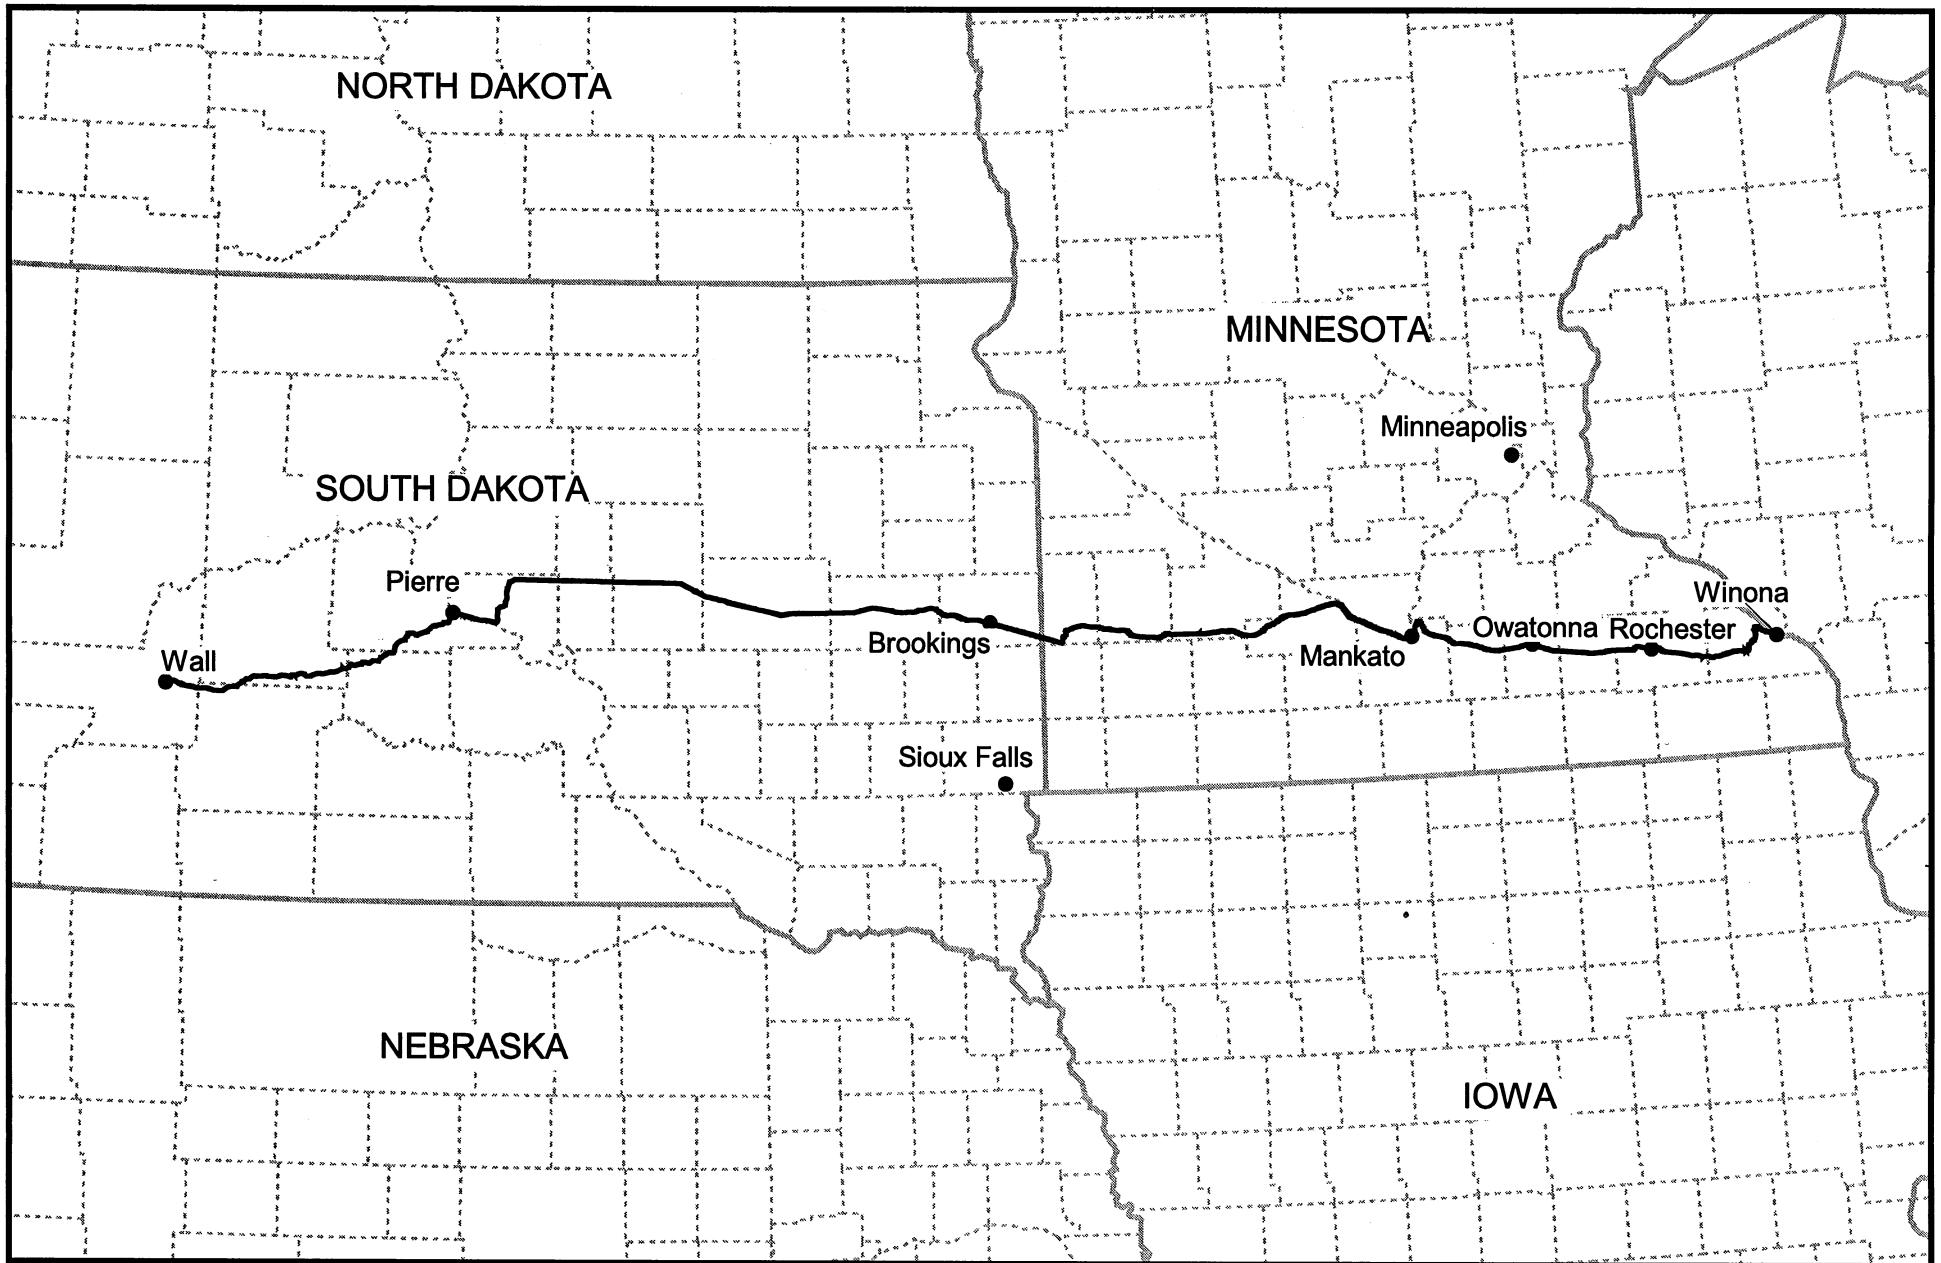 NORTH DAKOTA
MINNESOTA
Minneapolis
SOUTH DAKOTA
Pierre
Winona
Brookings
Owatonna Rochester
Mankato
Wall
Sioux Falls
NEBRASKA
IOWA